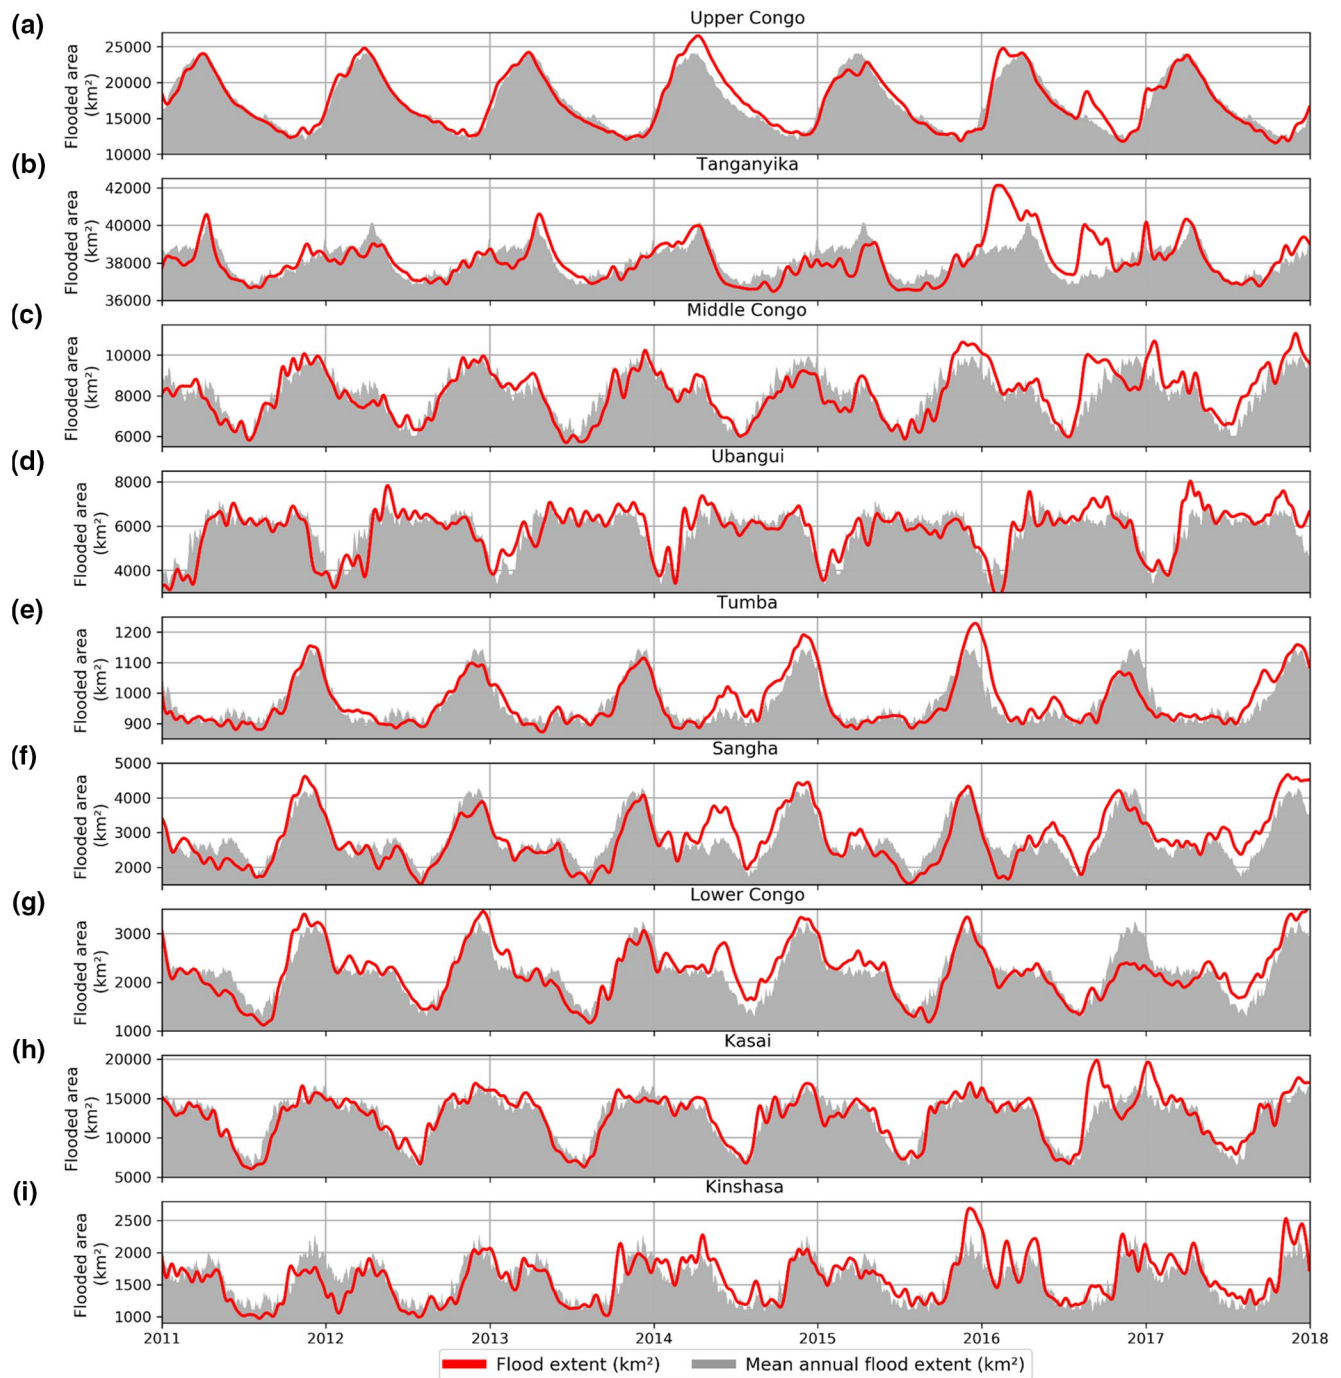 (a)
Upper Congo
Flooded area
(km²)
25000
20000
15000
10000
(b)
Tanganyika
Flooded area
(km²)
42000
40000
38000
36000
(c)
Middle Congo
Flooded area
(km²)
10000
8000
6000
(d)
Ubangui
Flooded area
(km²)
8000
6000
4000
(e)
Tumba
Flooded area
(km²)
1200
1100
1000
900
(f)
Sangha
Flooded area
(km²)
5000
4000
3000
2000
(g)
Lower Congo
Flooded area
(km²)
3000
2000
1000
(h)
Kasai
Flooded area
(km²)
20000
15000
10000
5000
(i)
Kinshasa
Flooded area
(km²)
2500
2000
1500
1000
2011 2012 2013 2014 2015 2016 2017 2018
Flood extent (km²) Mean annual flood extent (km²)